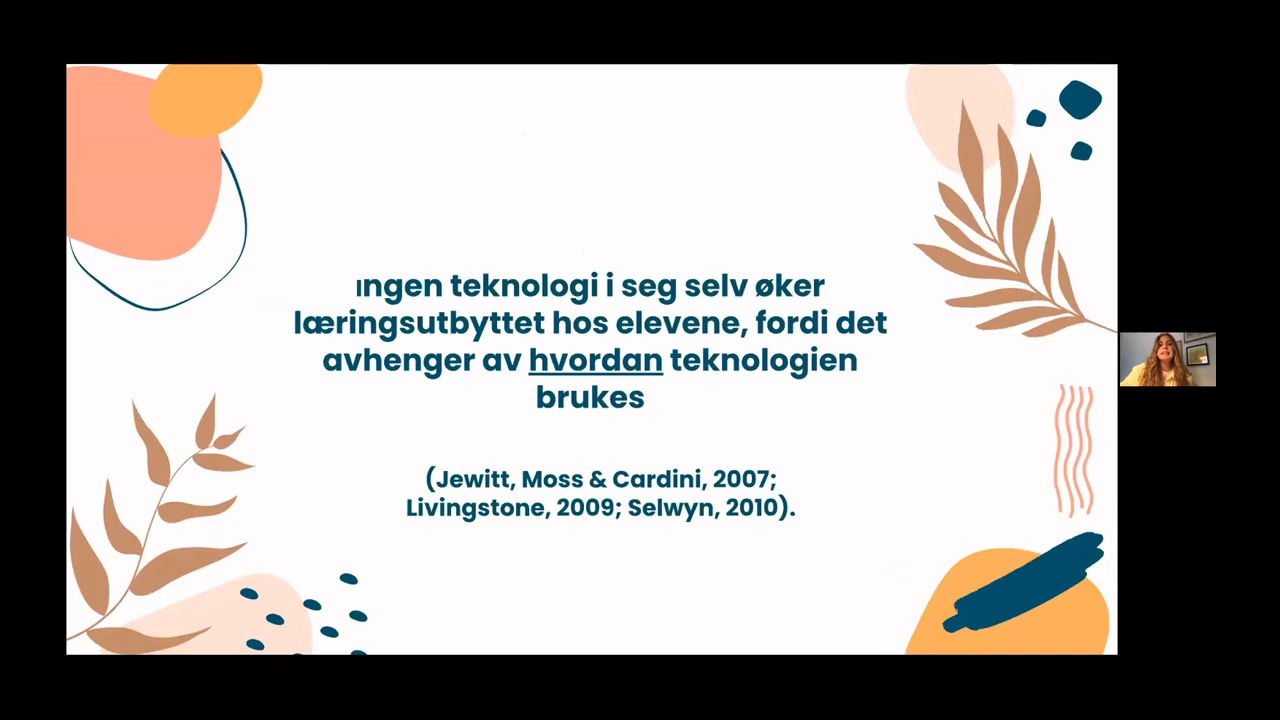 Ingen teknologi i seg selv øker
læringsutbyttet hos elevene, fordi det
avhenger av hvordan teknologien
brukes
(Jewitt, Moss & Cardini, 2007;
Livingstone, 2009; Selwyn, 2010).